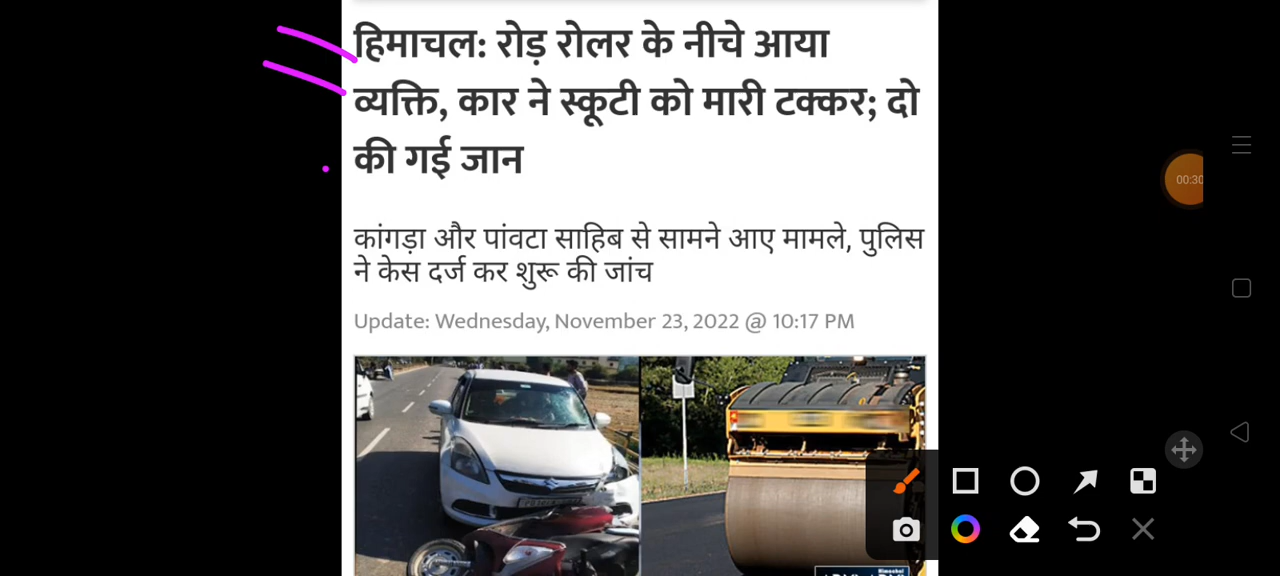 हिमाचल: रोड़ रोलर के नीचे आया
व्यक्ति, कार ने स्कूटी को मारी टक्कर; दो
की गई जान
कांगड़ा और पांवटा साहिब से सामने आए मामले, पुलिस
ने केस दर्ज कर शुरू की जांच
Update: Wednesday, November 23, 2022 @ 10:17 PM
00:30